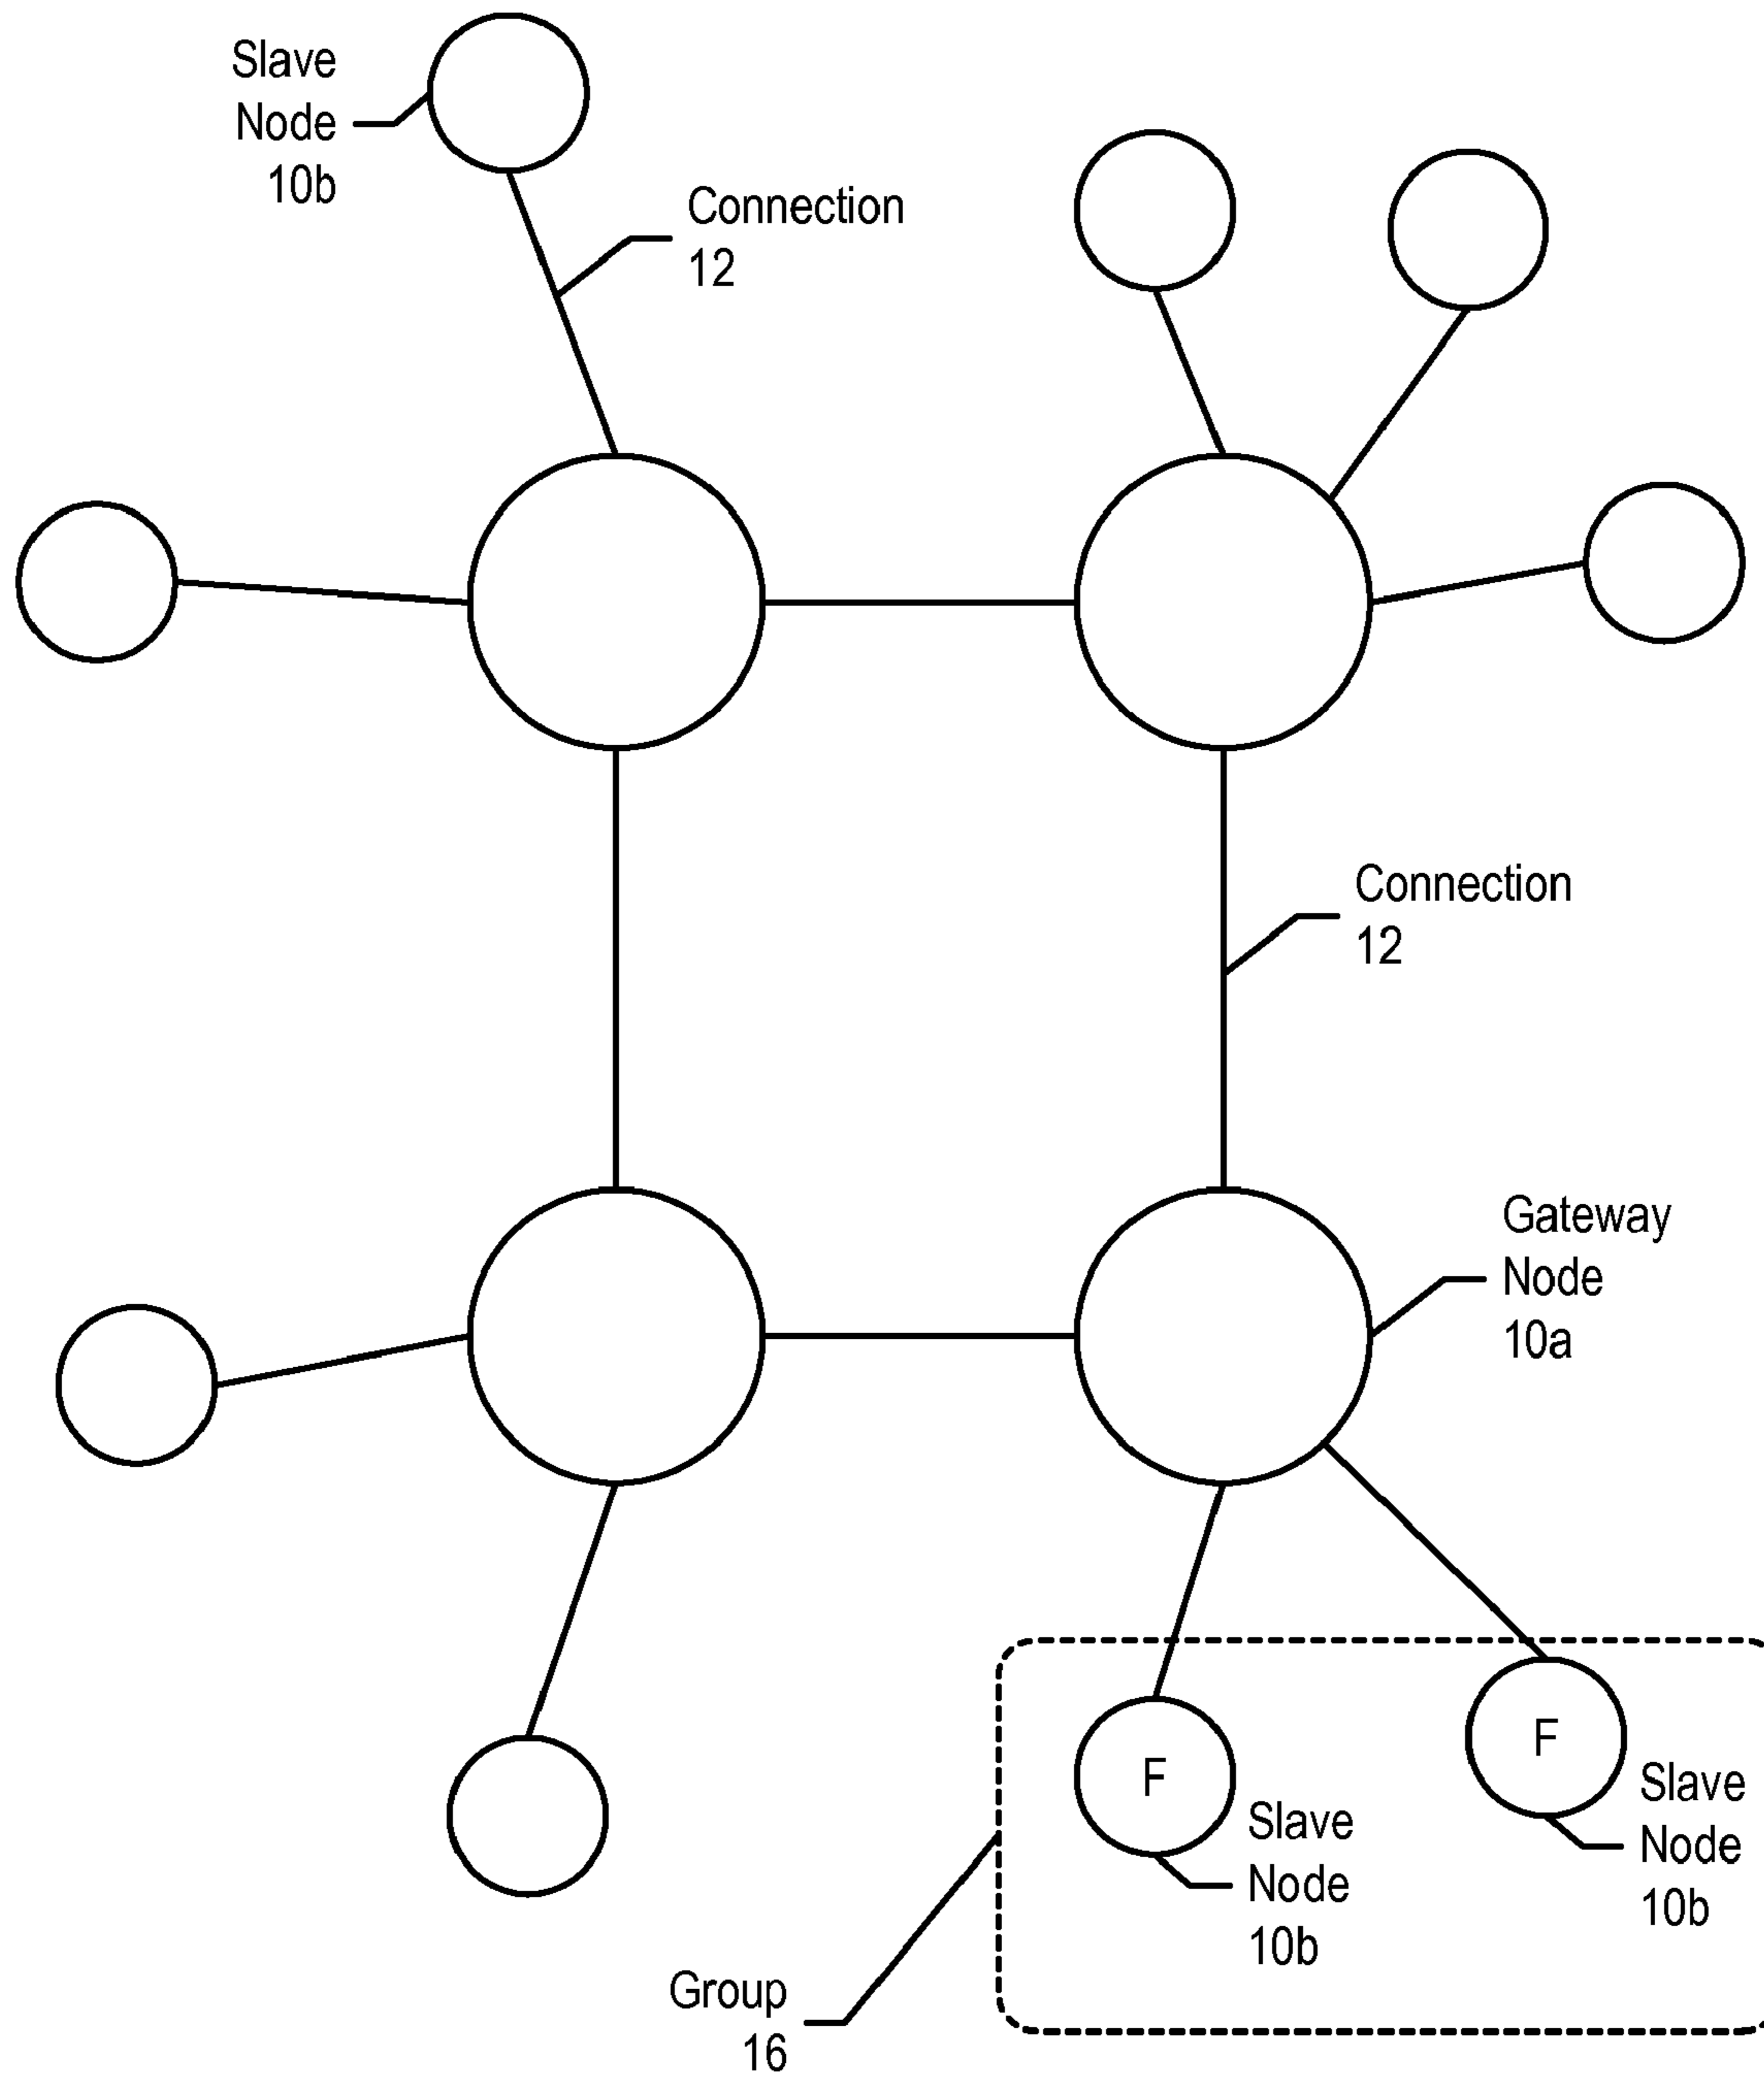 Slave
Node
10b
Connection
12
Connection
12
Gateway
Node
10a
F
F
Slave
Node
10b
Slave
Node
10b
Group
16